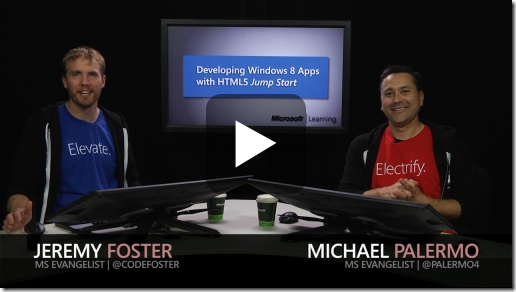 Developing Windows 8 Apps
with HTML5 Jump Start
Microsoft Learning
Elevate.
Electrify.
JEREMY FOSTER
MS EVANGELIST | @CODEFOSTER
MICHAEL PALERMO
MS EVANGELIST | @PALERMO4